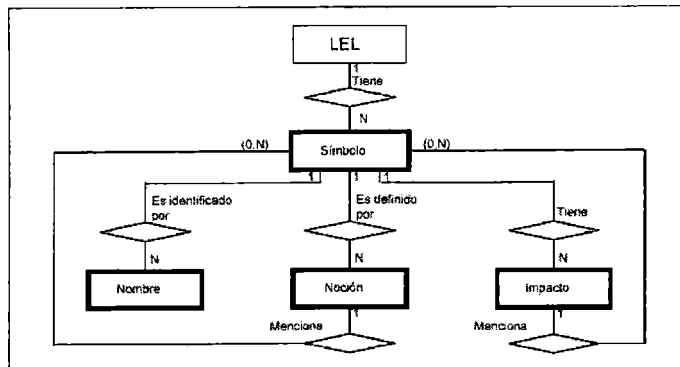 LEL
1
Tiene
N
(0,N)
Símbolo
(0,N)
1
1
1
Es identificado
por
Es definido
por
Tiene
N
N
N
Nombre
Noción
Impacto
1
1
Menciona
Menciona